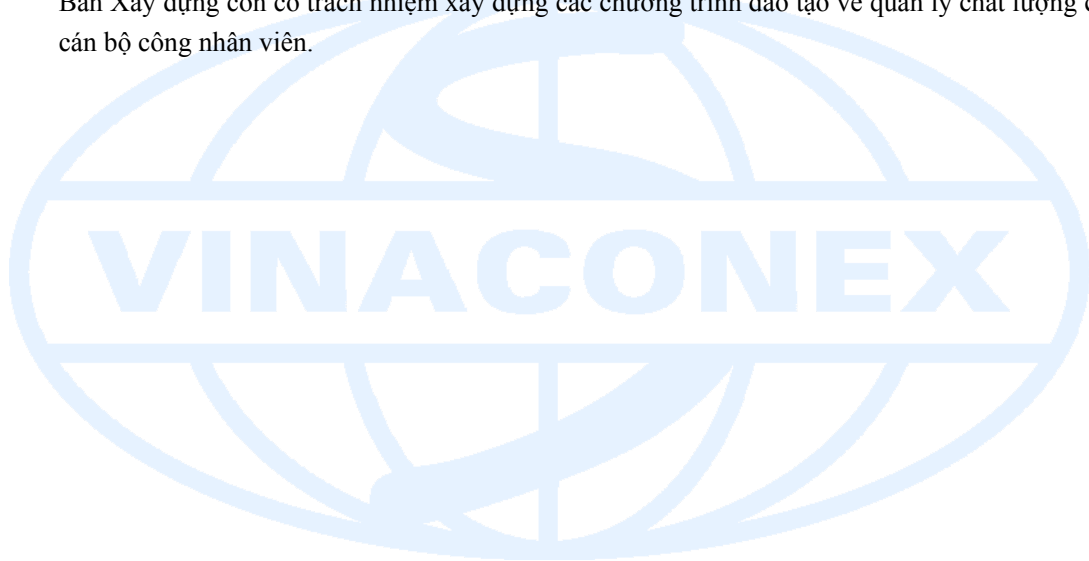 Ban Xây dựng còn có trách nhiệm xây dựng các chương trình đào tạo về quản lý chất lượng
cán bộ công nhân viên.
VINACONEX